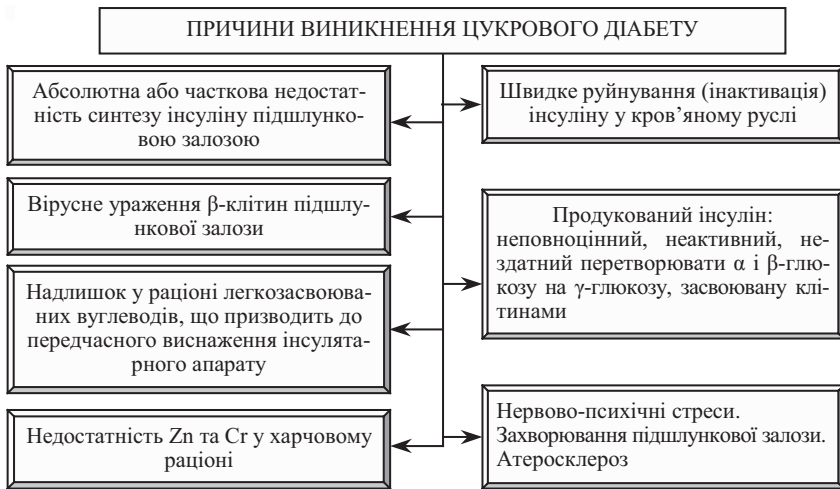 ПРИЧИНИ ВИНИКНЕННЯ ЦУКРОВОГО ДІАБЕТУ
Абсолютна або часткова недостат-
ність синтезу інсуліну підшлунко-
вою залозою
Вірусне ураження β-клітин підшлу-
нкової залози
Надлишок у раціоні легкозасвоюва-
них вуглеводів, що призводить до
передчасного виснаження інсулята-
рного апарату
Недостатність Zn та Cr у харчовому
раціоні
Швидке руйнування (інактивація)
інсуліну у кров’яному руслі
Продукований інсулін:
неповноцінний, неактивний, не-
здатний перетворювати α і β-глю-
козу на γ-глюкозу, засвоювану клі-
тинами
Нервово-психічні стреси.
Захворювання підшлункової залози.
Атеросклероз